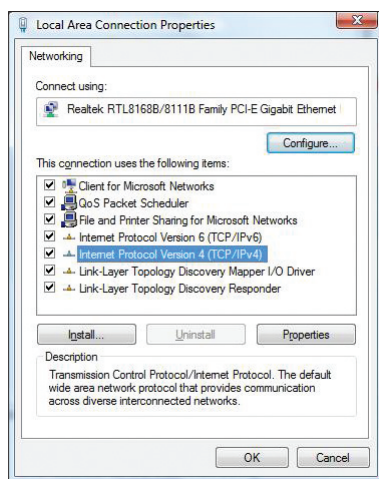 Local Area Connection Properties
Networking
Connect using:
Realtek RTL8168B/8111B Family PCI-E Gigabit Ethernet
Configure...
This connection uses the following items:
Client for Microsoft Networks
QoS Packet Scheduler
File and Printer Sharing for Microsoft Networks
Internet Protocol Version 6 (TCP/IPv6)
Internet Protocol Version 4 (TCP/IPv4)
Link-Layer Topology Discovery Mapper I/O Driver
Link-Layer Topology Discovery Responder
Install... Uninstall Properties
Description
Transmission Control Protocol/Internet Protocol. The default
wide area network protocol that provides communication
across diverse interconnected networks.
OK Cancel